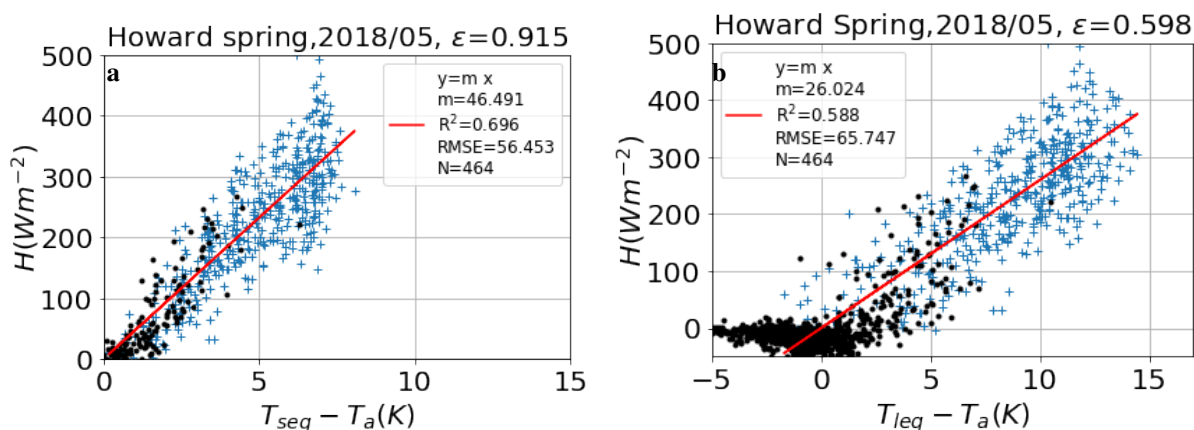 Howard spring,2018/05, ε=0.915
a
y=m x
m=46.491
R²=0.696
RMSE=56.453
N=464
500
400
300
200
100
0
H(Wm⁻²)
0 5 10 15
T_seq − T_a(K)
Howard Spring,2018/05, ε=0.598
b
y=m x
m=26.024
R²=0.588
RMSE=65.747
N=464
500
400
300
200
100
0
H(Wm⁻²)
−5 0 5 10 15
T_leq − T_a(K)